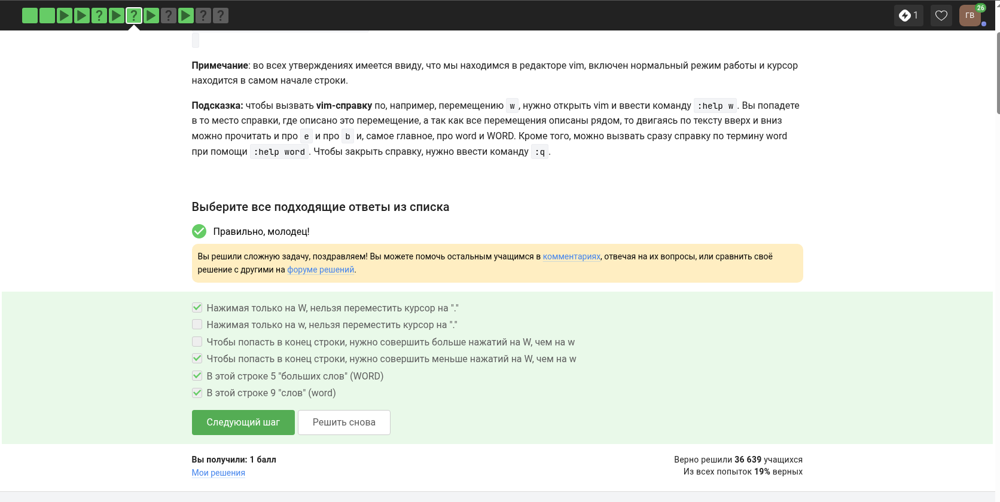 ? ? ? ? ? 1 ГВ 26
Примечание: во всех утверждениях имеется ввиду, что мы находимся в редакторе vim, включен нормальный режим работы и курсор
находится в самом начале строки.
Подсказка: чтобы вызвать vim-справку по, например, перемещению w, нужно открыть vim и ввести команду :help w. Вы попадете
в то место справки, где описано это перемещение, а так как все перемещения описаны рядом, то двигаясь по тексту вверх и вниз
можно прочитать и про e и про b и, самое главное, про word и WORD. Кроме того, можно вызвать сразу справку по термину word
при помощи :help word. Чтобы закрыть справку, нужно ввести команду :q.
Выберите все подходящие ответы из списка
Правильно, молодец!
Вы решили сложную задачу, поздравляем! Вы можете помочь остальным учащимся в комментариях, отвечая на их вопросы, или сравнить своё
решение с другими на форуме решений.
Нажимая только на W, нельзя переместить курсор на "."
Нажимая только на w, нельзя переместить курсор на "."
Чтобы попасть в конец строки, нужно совершить больше нажатий на W, чем на w
Чтобы попасть в конец строки, нужно совершить меньше нажатий на W, чем на w
В этой строке 5 "больших слов" (WORD)
В этой строке 9 "слов" (word)
Следующий шаг Решить снова
Вы получили: 1 балл Верно решили 36 639 учащихся
Мои решения Из всех попыток 19% верных